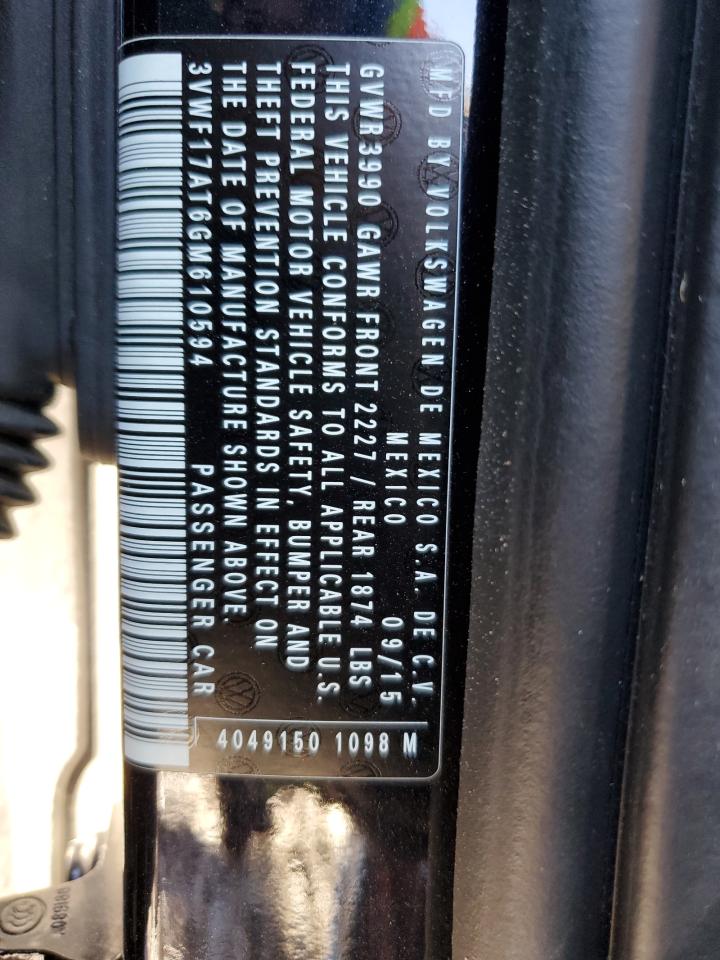 MFD BY VOLKSWAGEN DE MEXICO S.A. DE C.V.
MEXICO 09/15
GVWR 3990 GAWR FRONT 2227 / REAR 1874 LBS
THIS VEHICLE CONFORMS TO ALL APPLICABLE U.S.
FEDERAL MOTOR VEHICLE SAFETY, BUMPER AND
THEFT PREVENTION STANDARDS IN EFFECT ON
THE DATE OF MANUFACTURE SHOWN ABOVE
3VWF17AT6GM610594 PASSENGER CAR
4049150 1098 M